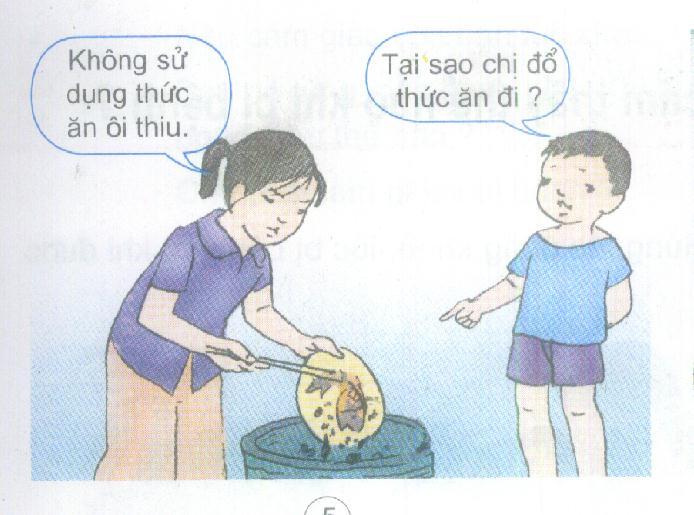 Không sử
dụng thức
ăn ôi thiu.
Tại sao chị đổ
thức ăn đi ?
5